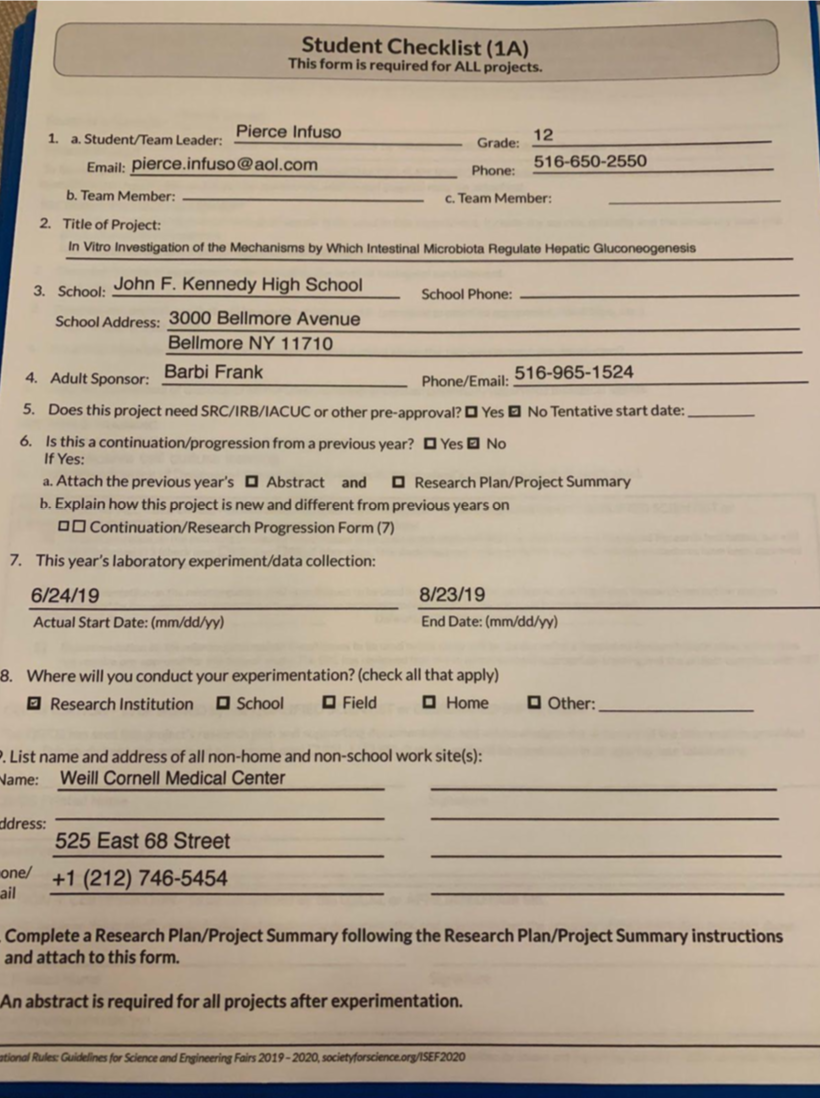 Student Checklist (1A)
This form is required for ALL projects.
1. a. Student/Team Leader: Pierce Infuso Grade: 12
Email: pierce.infuso@aol.com Phone: 516-650-2550
b. Team Member: c. Team Member:
2. Title of Project:
In Vitro Investigation of the Mechanisms by Which Intestinal Microbiota Regulate Hepatic Gluconeogenesis
3. School: John F. Kennedy High School School Phone:
School Address: 3000 Bellmore Avenue
Bellmore NY 11710
4. Adult Sponsor: Barbi Frank Phone/Email: 516-965-1524
5. Does this project need SRC/IRB/IACUC or other pre-approval? Yes No Tentative start date:
6. Is this a continuation/progression from a previous year? Yes No
If Yes:
a. Attach the previous year's Abstract and Research Plan/Project Summary
b. Explain how this project is new and different from previous years on
Continuation/Research Progression Form (7)
7. This year's laboratory experiment/data collection:
6/24/19 8/23/19
Actual Start Date: (mm/dd/yy) End Date: (mm/dd/yy)
8. Where will you conduct your experimentation? (check all that apply)
Research Institution School Field Home Other:
. List name and address of all non-home and non-school work site(s):
Name: Weill Cornell Medical Center
ddress:
525 East 68 Street
one/ +1 (212) 746-5454
ail
. Complete a Research Plan/Project Summary following the Research Plan/Project Summary instructions
and attach to this form.
An abstract is required for all projects after experimentation.
ational Rules: Guidelines for Science and Engineering Fairs 2019 – 2020, societyforscience.org/ISEF2020